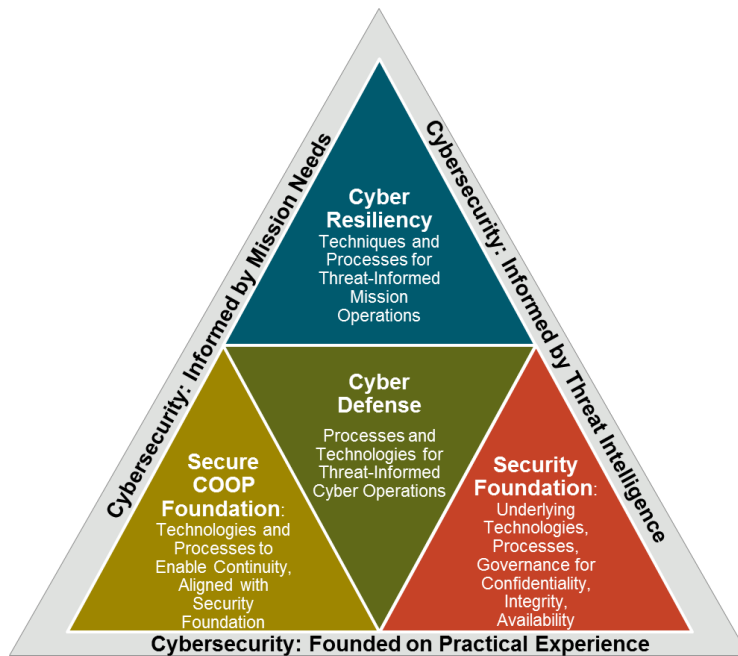 Cybersecurity: Informed by Mission Needs
Cybersecurity: Informed by Threat Intelligence
Cyber
Resiliency
Techniques and
Processes for
Threat-Informed
Mission
Operations
Cyber
Defense
Processes and
Technologies for
Threat-Informed
Cyber Operations
Secure
COOP
Foundation:
Technologies and
Processes to
Enable Continuity,
Aligned with
Security
Foundation
Security
Foundation:
Underlying
Technologies,
Processes,
Governance for
Confidentiality,
Integrity,
Availability
Cybersecurity: Founded on Practical Experience